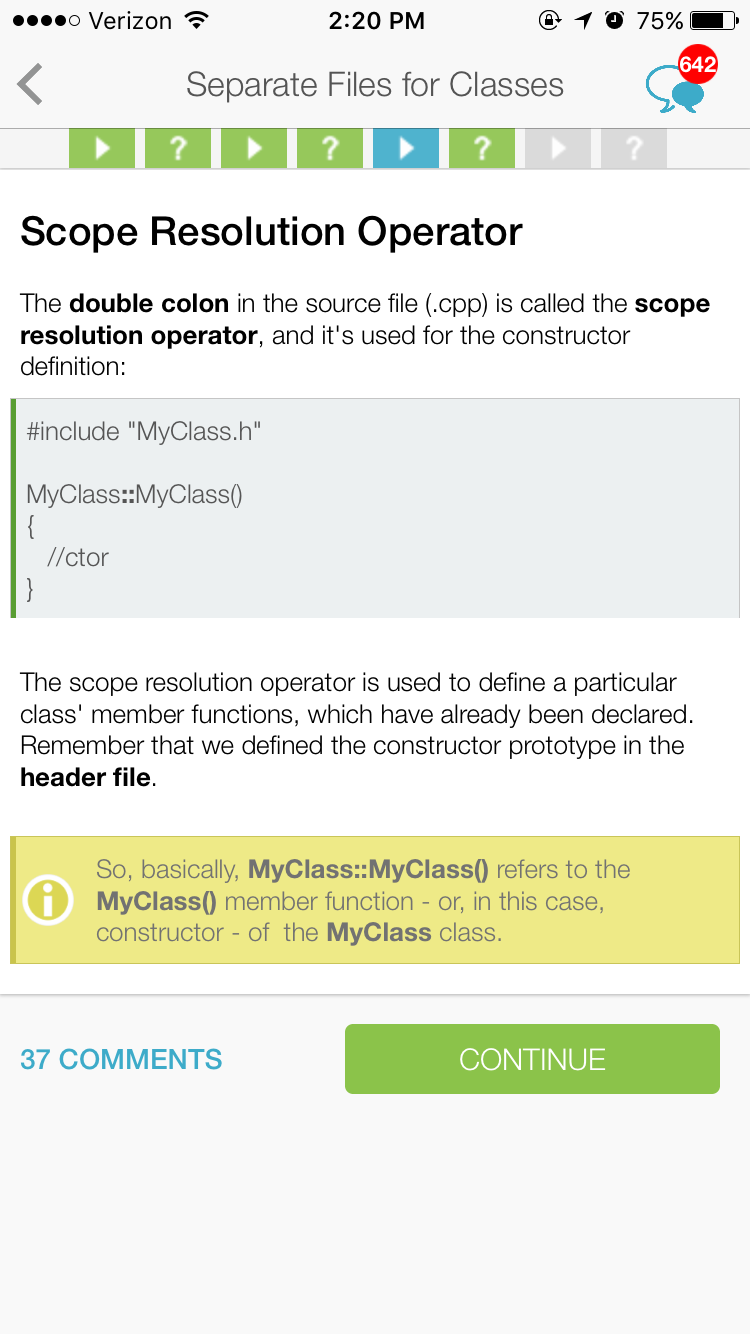 Verizon 2:20 PM 75%
Separate Files for Classes 642
? ? ? ?
Scope Resolution Operator
The double colon in the source file (.cpp) is called the scope
resolution operator, and it's used for the constructor
definition:
#include "MyClass.h"
MyClass::MyClass()
{
//ctor
}
The scope resolution operator is used to define a particular
class' member functions, which have already been declared.
Remember that we defined the constructor prototype in the
header file.
So, basically, MyClass::MyClass() refers to the
MyClass() member function - or, in this case,
constructor - of the MyClass class.
37 COMMENTS CONTINUE